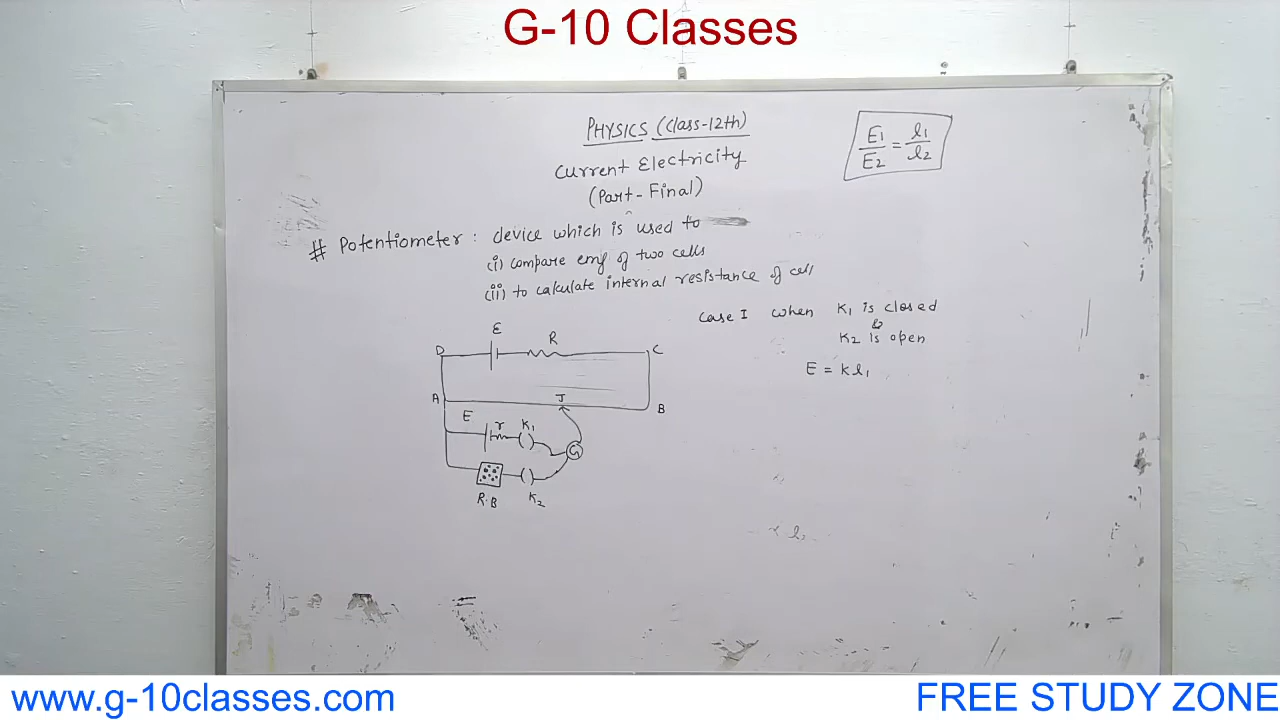 G-10 Classes
PHYSICS (Class-12th)
Current Electricity
(Part-Final)
E1/E2 = l1/l2
# Potentiometer: device which is used to
(i) compare emf of two cells
(ii) to calculate internal resistance of cell
Case I when K1 is closed
&
K2 is open
E = kl1
E
R
D
C
A
J
B
E
r
K1
G
R.B
K2
www.g-10classes.com
FREE STUDY ZONE